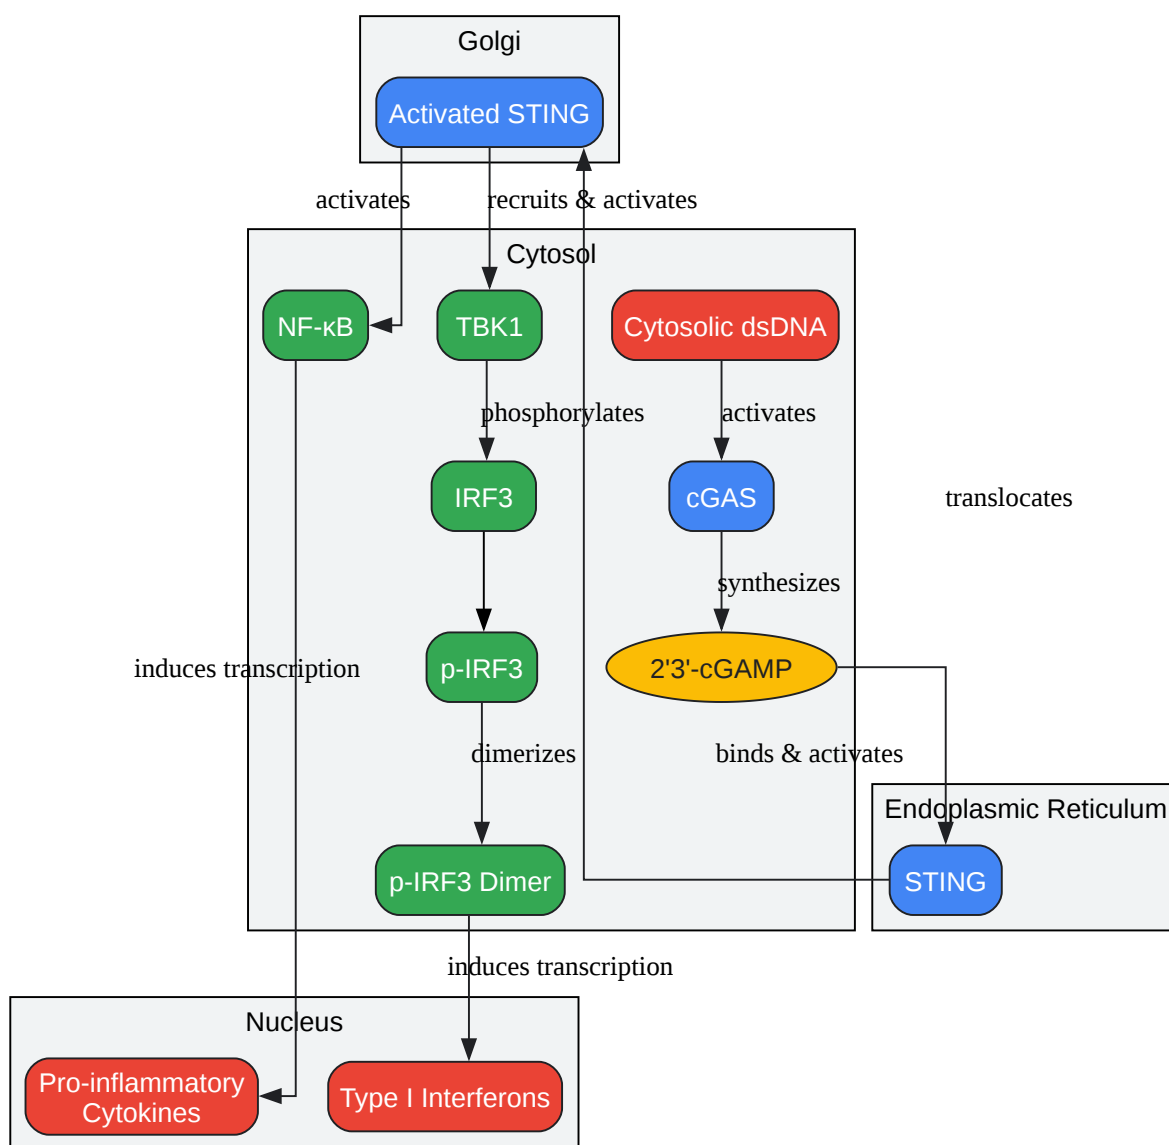 Golgi
Activated STING
activates
recruits & activates
Cytosol
NF-κB
TBK1
Cytosolic dsDNA
phosphorylates
activates
IRF3
cGAS
translocates
synthesizes
induces transcription
p-IRF3
2'3'-cGAMP
dimerizes
binds & activates
Endoplasmic Reticulum
p-IRF3 Dimer
STING
induces transcription
Nucleus
Pro-inflammatory
Cytokines
Type I Interferons